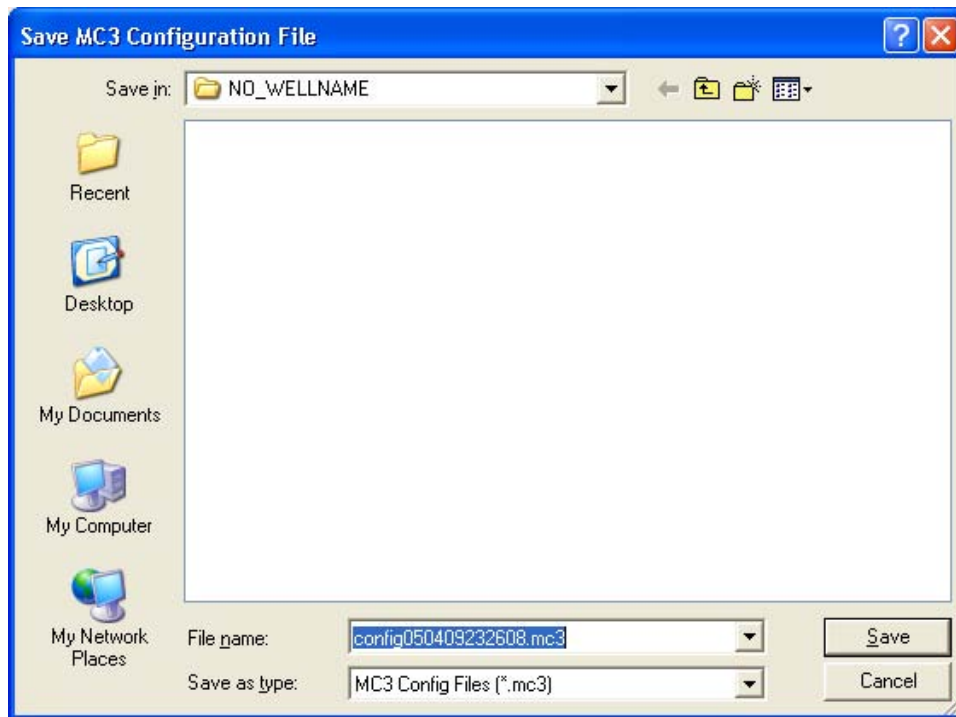 Save MC3 Configuration File
Save in:
NO_WELLNAME
Recent
Desktop
My Documents
My Computer
My Network
Places
File name:
config050409232608.mc3
Save
Save as type:
MC3 Config Files (*.mc3)
Cancel